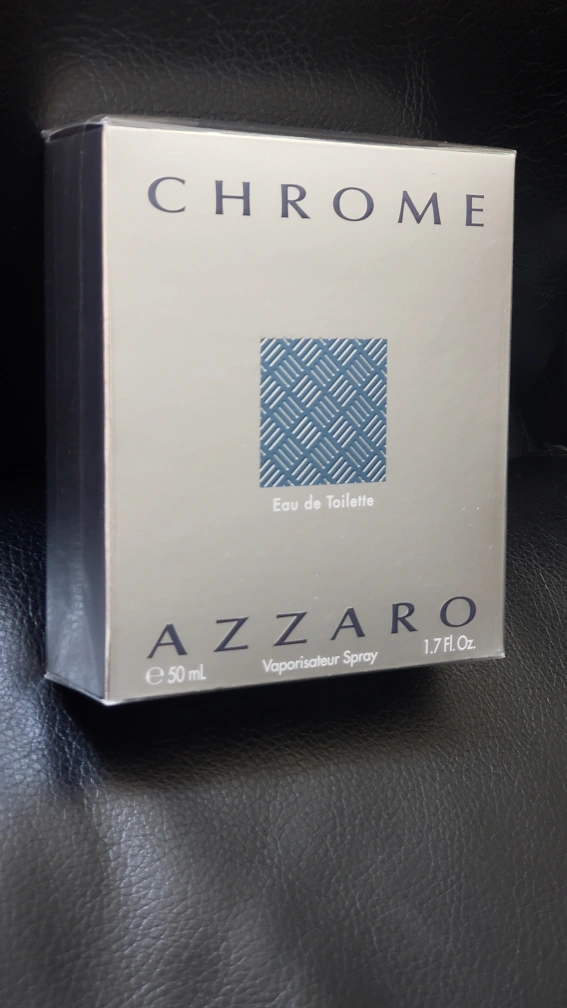 CHROME
Eau de Toilette
AZZARO
℮ 50 mL Vaporisateur Spray 1.7 Fl. Oz.